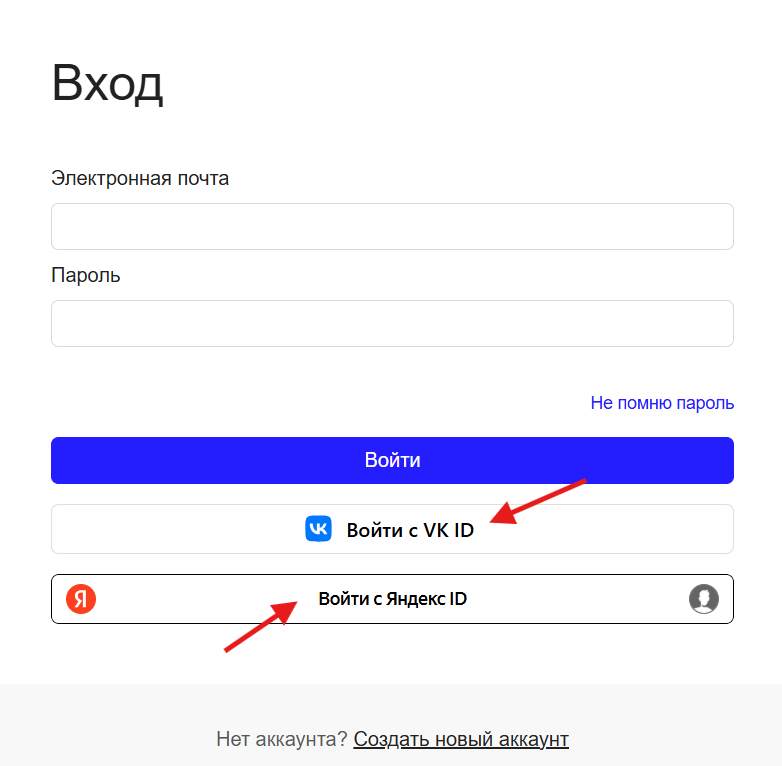 Вход
Электронная почта
Пароль
Не помню пароль
Войти
Войти с VK ID
Я Войти с Яндекс ID
Нет аккаунта? Создать новый аккаунт